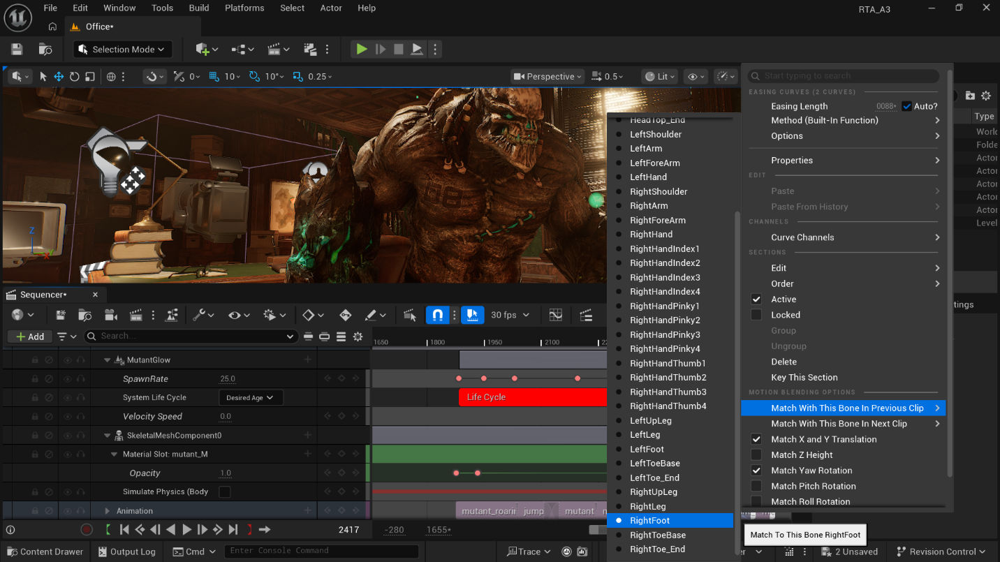 File Edit Window Tools Build Platforms Select Actor Help
RTA_A3
Office*
Selection Mode
0 10 10° 0.25 Perspective 0.5 Lit
Start typing to search
EASING CURVES (2 CURVES)
Easing Length 0088* Auto?
Method (Built-In Function)
Options
Properties
EDIT
Paste
Paste From History
CHANNELS
Curve Channels
SECTIONS
Edit
Order
Active
Locked
Group
Ungroup
Delete
Key This Section
MOTION BLENDING OPTIONS
Match With This Bone In Previous Clip
Match With This Bone In Next Clip
Match X and Y Translation
Match Z Height
Match Yaw Rotation
Match Pitch Rotation
Match Roll Rotation
Type
World
Folde
Actor
Actor
Actor
Actor
Actor
Level
tings
HeadTop_End
LeftShoulder
LeftArm
LeftForeArm
LeftHand
RightShoulder
RightArm
RightForeArm
RightHand
RightHandIndex1
RightHandIndex2
RightHandIndex3
RightHandIndex4
RightHandPinky1
RightHandPinky2
RightHandPinky3
RightHandPinky4
RightHandThumb1
RightHandThumb2
RightHandThumb3
RightHandThumb4
LeftUpLeg
LeftLeg
LeftFoot
LeftToeBase
LeftToe_End
RightUpLeg
RightLeg
RightFoot
RightToeBase
RightToe_End
Match To This Bone RightFoot
Z
Y
X
Sequencer*
30 fps
Add
Search...
1650 1800 1950 2100 22
MutantGlow
SpawnRate 25.0
System Life Cycle Desired Age
Life Cycle
Velocity Speed 0.0
SkeletalMeshComponent0
Material Slot: mutant_M
Opacity 1.0
Simulate Physics (Body
Animation
mutant_roarin jump mutant
2417 -280 1655*
Content Drawer Output Log Cmd Enter Console Command Trace 2 Unsaved Revision Control